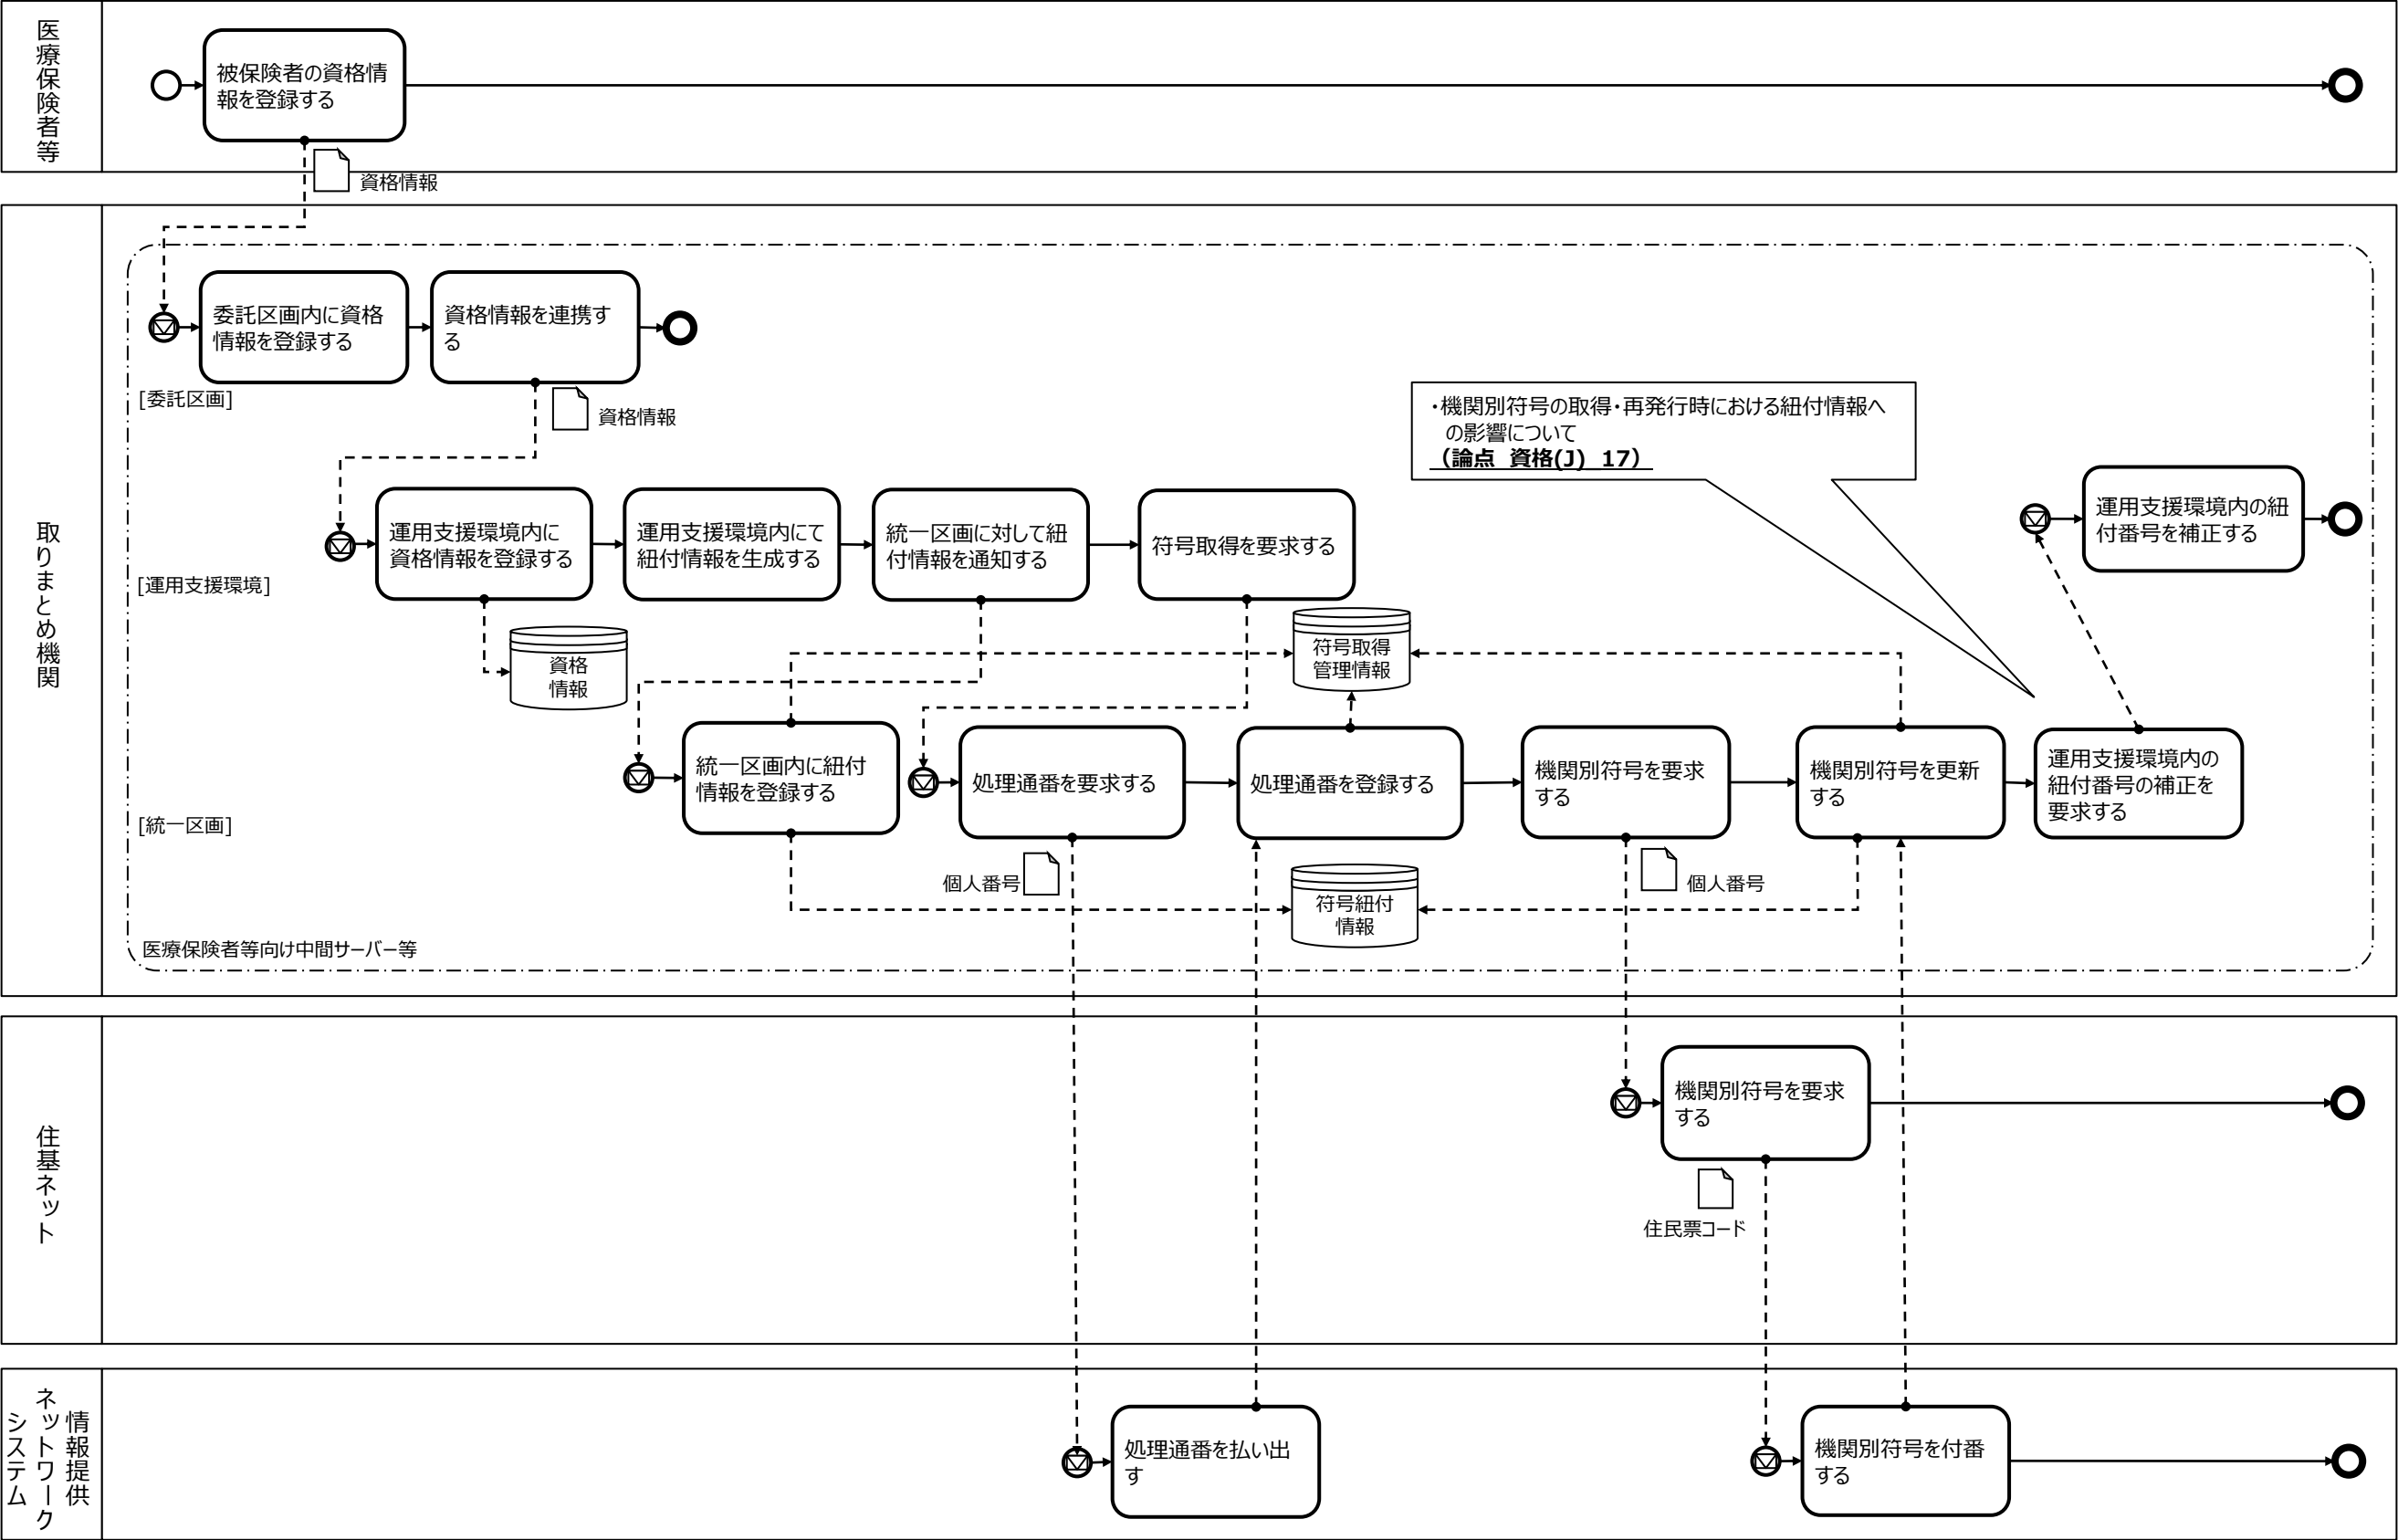 医療保険者等
被保険者の資格情
報を登録する
資格情報
取りまとめ機関
委託区画内に資格
情報を登録する
資格情報を連携す
る
[委託区画]
資格情報
・機関別符号の取得・再発行時における紐付情報へ
の影響について
（論点　資格(J)_17）
運用支援環境内に
資格情報を登録する
運用支援環境内にて
紐付情報を生成する
統一区画に対して紐
付情報を通知する
符号取得を要求する
運用支援環境内の紐
付番号を補正する
[運用支援環境]
資格
情報
符号取得
管理情報
統一区画内に紐付
情報を登録する
処理通番を要求する
処理通番を登録する
機関別符号を要求
する
機関別符号を更新
する
運用支援環境内の
紐付番号の補正を
要求する
[統一区画]
個人番号
符号紐付
情報
個人番号
医療保険者等向け中間サーバー等
住基ネット
機関別符号を要求
する
住民票コード
情報提供
ネットワーク
システム
処理通番を払い出
す
機関別符号を付番
する